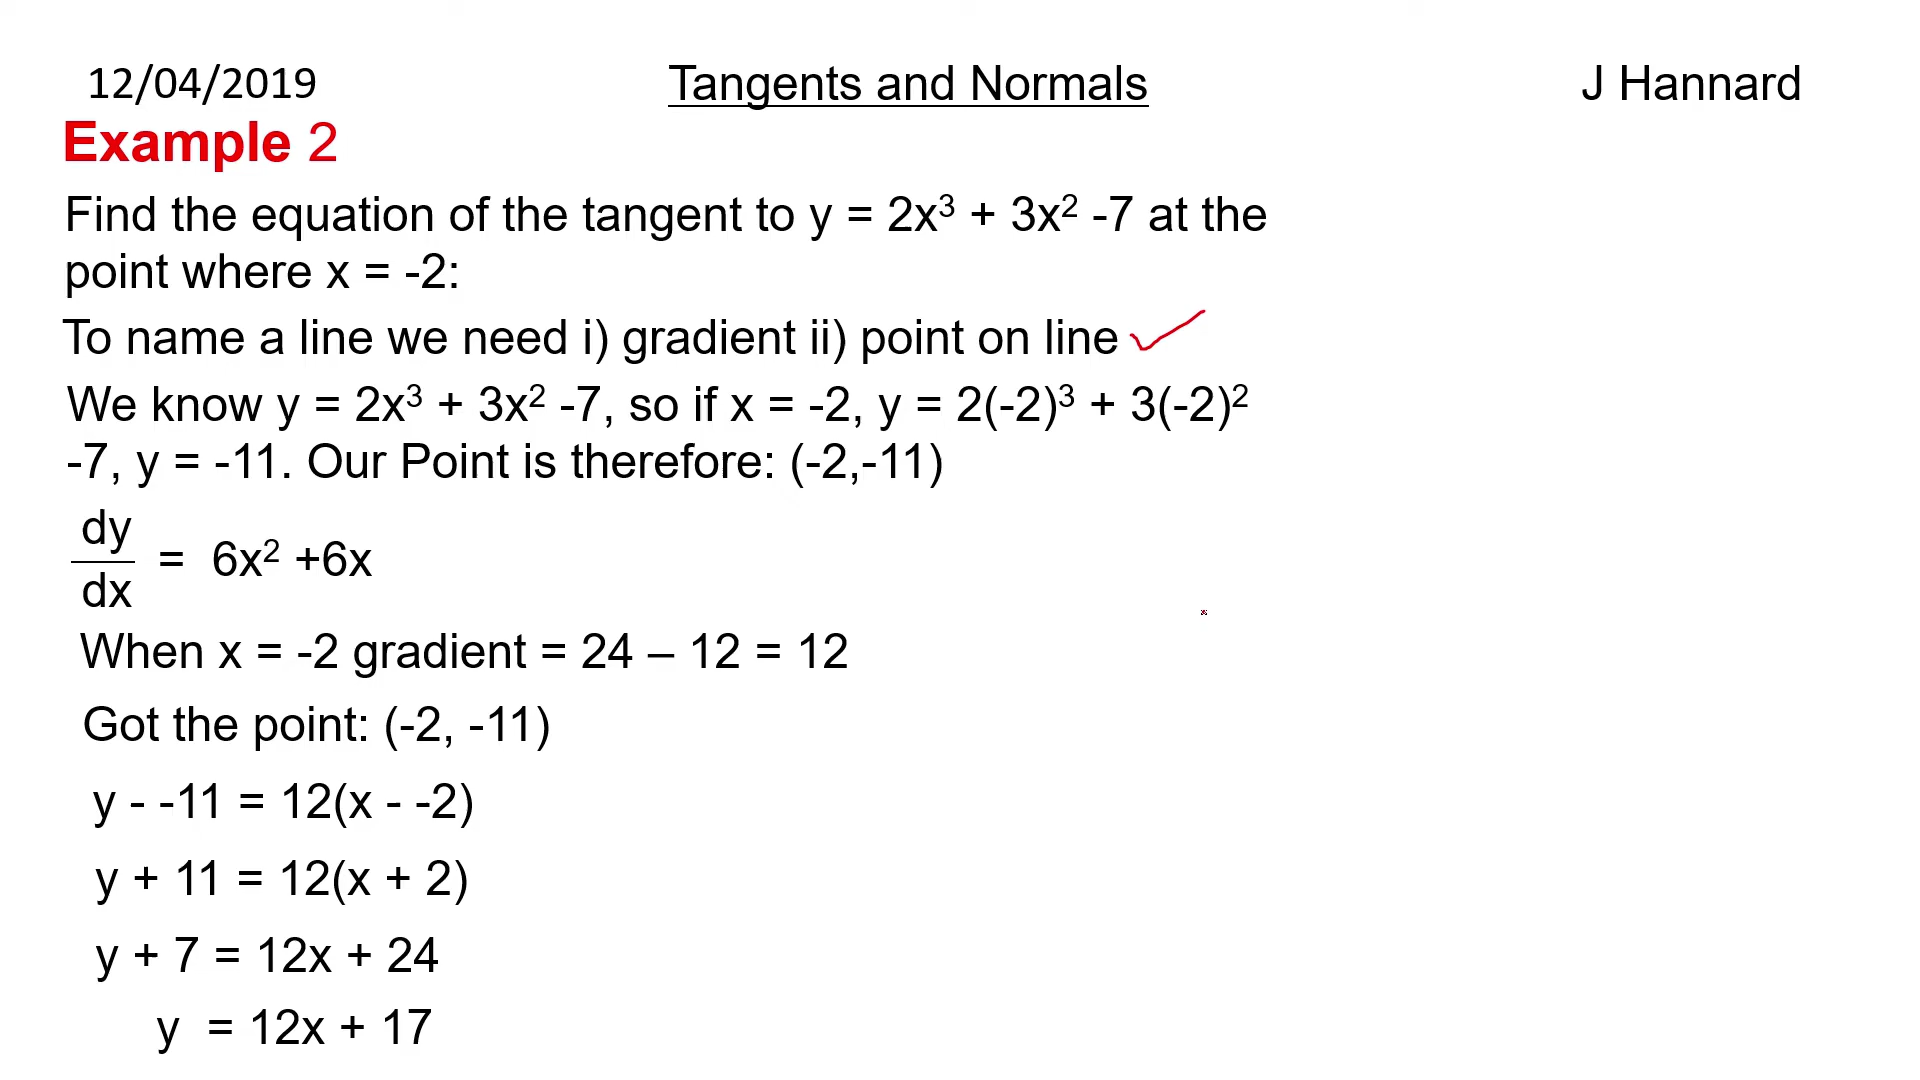 12/04/2019 Tangents and Normals J Hannard
Example 2
Find the equation of the tangent to y = 2x³ + 3x² -7 at the
point where x = -2:
To name a line we need i) gradient ii) point on line
We know y = 2x³ + 3x² -7, so if x = -2, y = 2(-2)³ + 3(-2)²
-7, y = -11. Our Point is therefore: (-2,-11)
dy
= 6x² +6x
dx
When x = -2 gradient = 24 – 12 = 12
Got the point: (-2, -11)
y - -11 = 12(x - -2)
y + 11 = 12(x + 2)
y + 7 = 12x + 24
y = 12x + 17